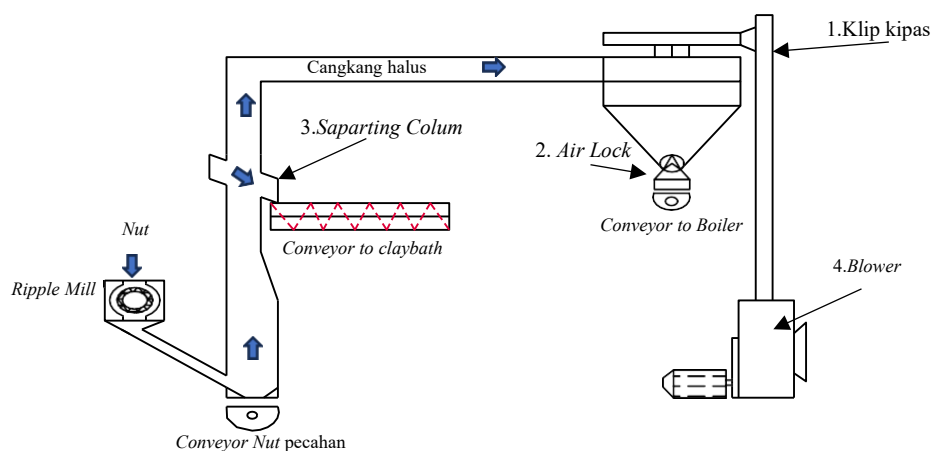 1.Klip kipas
Cangkang halus
3.Saparting Colum
2. Air Lock
Conveyor to Boiler
Nut
Conveyor to claybath
Ripple Mill
4.Blower
Conveyor Nut pecahan